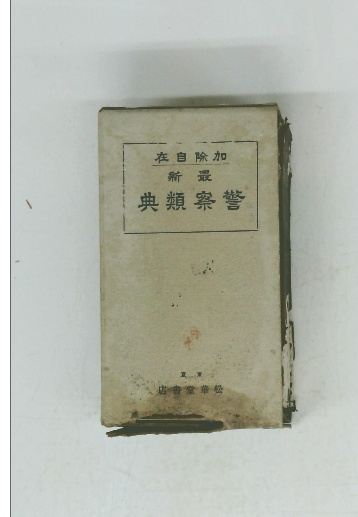 加除自在
最新
警察類典
東京
松華堂書店